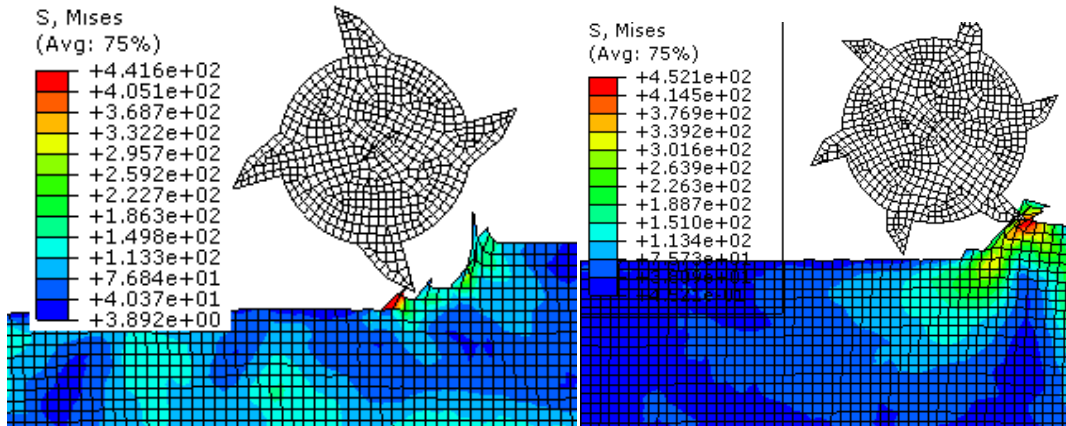 S, Mises
(Avg: 75%)
+4.416e+02
+4.051e+02
+3.687e+02
+3.322e+02
+2.957e+02
+2.592e+02
+2.227e+02
+1.863e+02
+1.498e+02
+1.133e+02
+7.684e+01
+4.037e+01
+3.892e+00
S, Mises
(Avg: 75%)
+4.521e+02
+4.145e+02
+3.769e+02
+3.392e+02
+3.016e+02
+2.639e+02
+2.263e+02
+1.887e+02
+1.510e+02
+1.134e+02
+7.573e+01